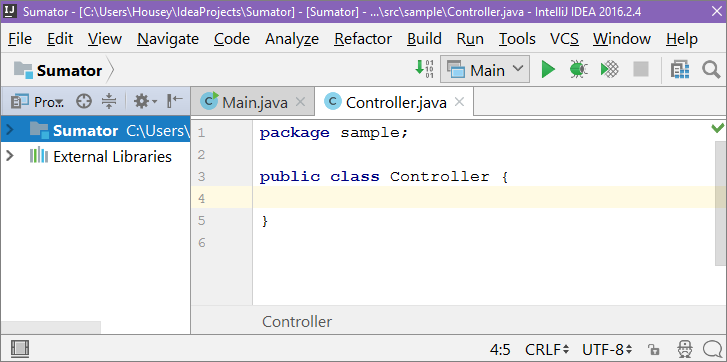 Sumator - [C:\Users\Housey\IdeaProjects\Sumator] - [Sumator] - ...\src\sample\Controller.java - IntelliJ IDEA 2016.2.4
File Edit View Navigate Code Analyze Refactor Build Run Tools VCS Window Help
Sumator Main
Pro... Main.java Controller.java
Sumator C:\Users\
External Libraries
1 package sample;
2
3 public class Controller {
4
5 }
6
Controller
4:5 CRLF UTF-8